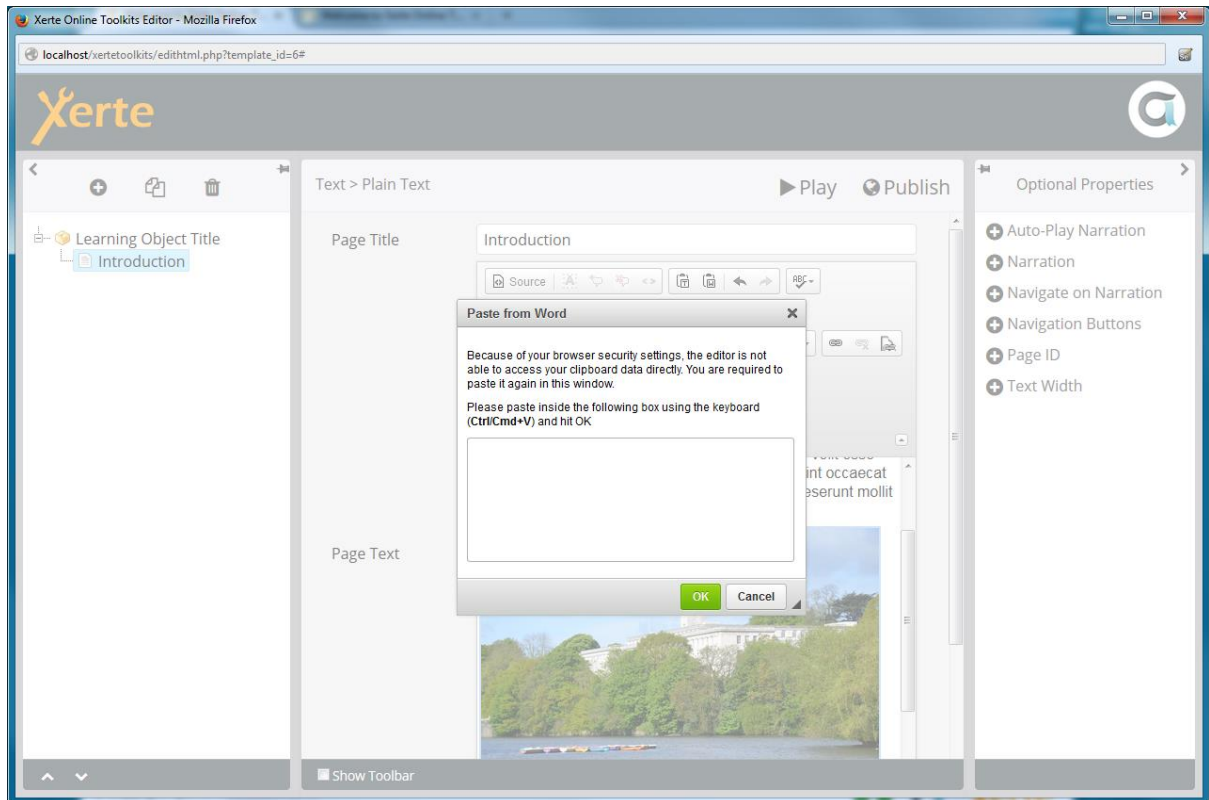 Xerte Online Toolkits Editor - Mozilla Firefox
localhost/xertetoolkits/edithtml.php?template_id=6#
Xerte
Text > Plain Text
Play
Publish
Optional Properties
Learning Object Title
Introduction
Page Title
Introduction
Source
ABC
Auto-Play Narration
Narration
Navigate on Narration
Navigation Buttons
Page ID
Text Width
Paste from Word
Because of your browser security settings, the editor is not
able to access your clipboard data directly. You are required to
paste it again in this window.
Please paste inside the following box using the keyboard
(Ctrl/Cmd+V) and hit OK
int occaecat
eserunt mollit
Page Text
OK
Cancel
Show Toolbar